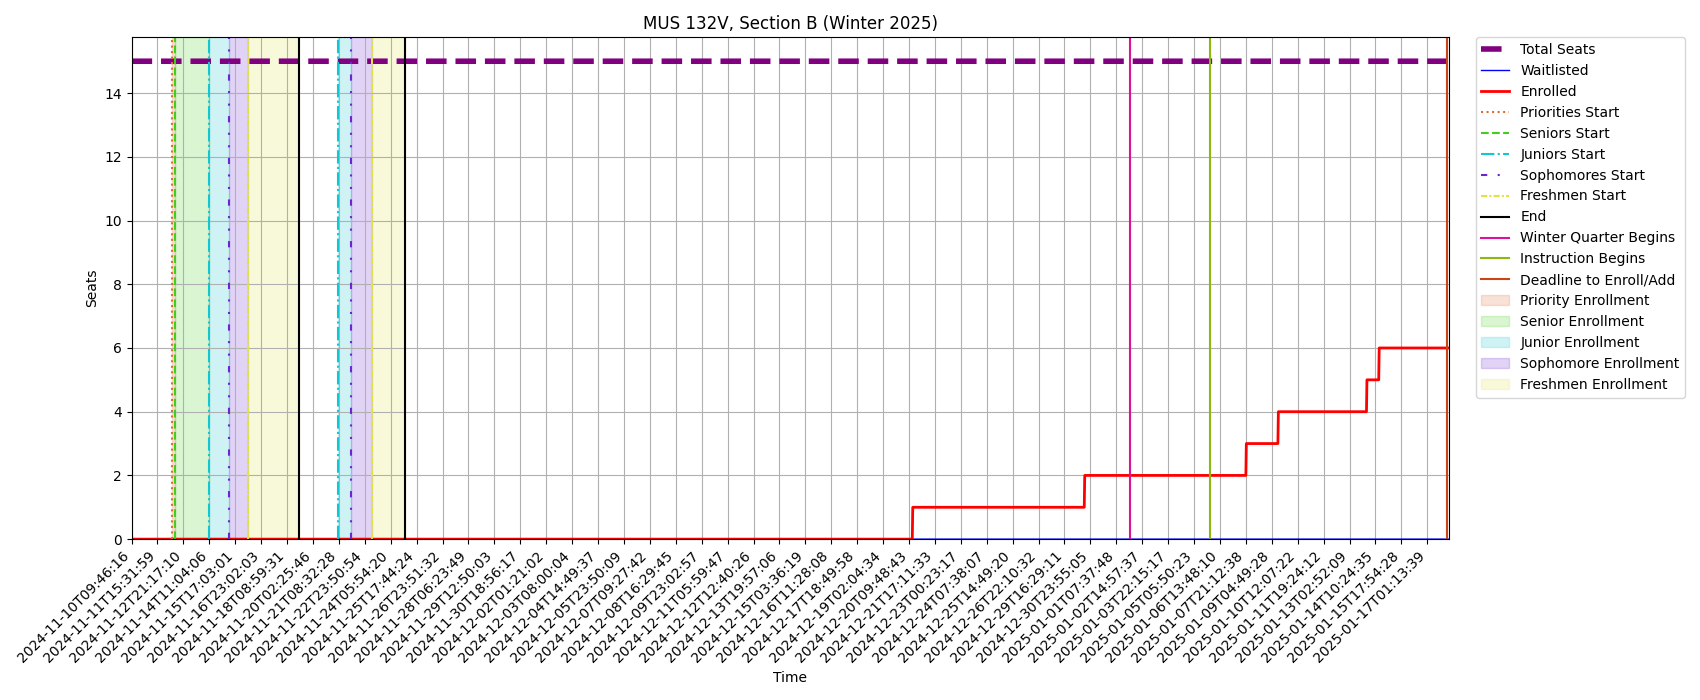 MUS 132V, Section B (Winter 2025)
Seats
14
12
10
8
6
4
2
0
2024-11-10T09:46:16
2024-11-11T15:31:59
2024-11-12T21:17:10
2024-11-14T11:04:06
2024-11-15T17:03:01
2024-11-16T23:02:03
2024-11-18T08:59:31
2024-11-20T02:25:46
2024-11-21T08:32:28
2024-11-22T23:50:54
2024-11-24T05:54:20
2024-11-25T17:44:24
2024-11-26T23:51:32
2024-11-28T06:23:49
2024-11-29T12:50:03
2024-11-30T18:56:17
2024-12-02T01:21:02
2024-12-03T08:00:04
2024-12-04T14:49:37
2024-12-05T23:50:09
2024-12-07T09:27:42
2024-12-08T16:29:45
2024-12-09T23:02:57
2024-12-11T05:59:47
2024-12-12T12:40:26
2024-12-13T19:57:06
2024-12-15T03:36:19
2024-12-16T11:28:08
2024-12-17T18:49:58
2024-12-19T02:04:34
2024-12-20T09:48:43
2024-12-21T17:11:33
2024-12-23T00:23:17
2024-12-24T07:38:07
2024-12-25T14:49:20
2024-12-26T22:10:32
2024-12-29T16:29:11
2024-12-30T23:55:05
2025-01-01T07:37:48
2025-01-02T14:57:37
2025-01-03T22:15:17
2025-01-05T05:50:23
2025-01-06T13:48:10
2025-01-07T21:12:38
2025-01-09T04:49:28
2025-01-10T12:07:22
2025-01-11T19:24:12
2025-01-13T02:52:09
2025-01-14T10:24:35
2025-01-15T17:54:28
2025-01-17T01:13:39
Time
Total Seats
Waitlisted
Enrolled
Priorities Start
Seniors Start
Juniors Start
Sophomores Start
Freshmen Start
End
Winter Quarter Begins
Instruction Begins
Deadline to Enroll/Add
Priority Enrollment
Senior Enrollment
Junior Enrollment
Sophomore Enrollment
Freshmen Enrollment